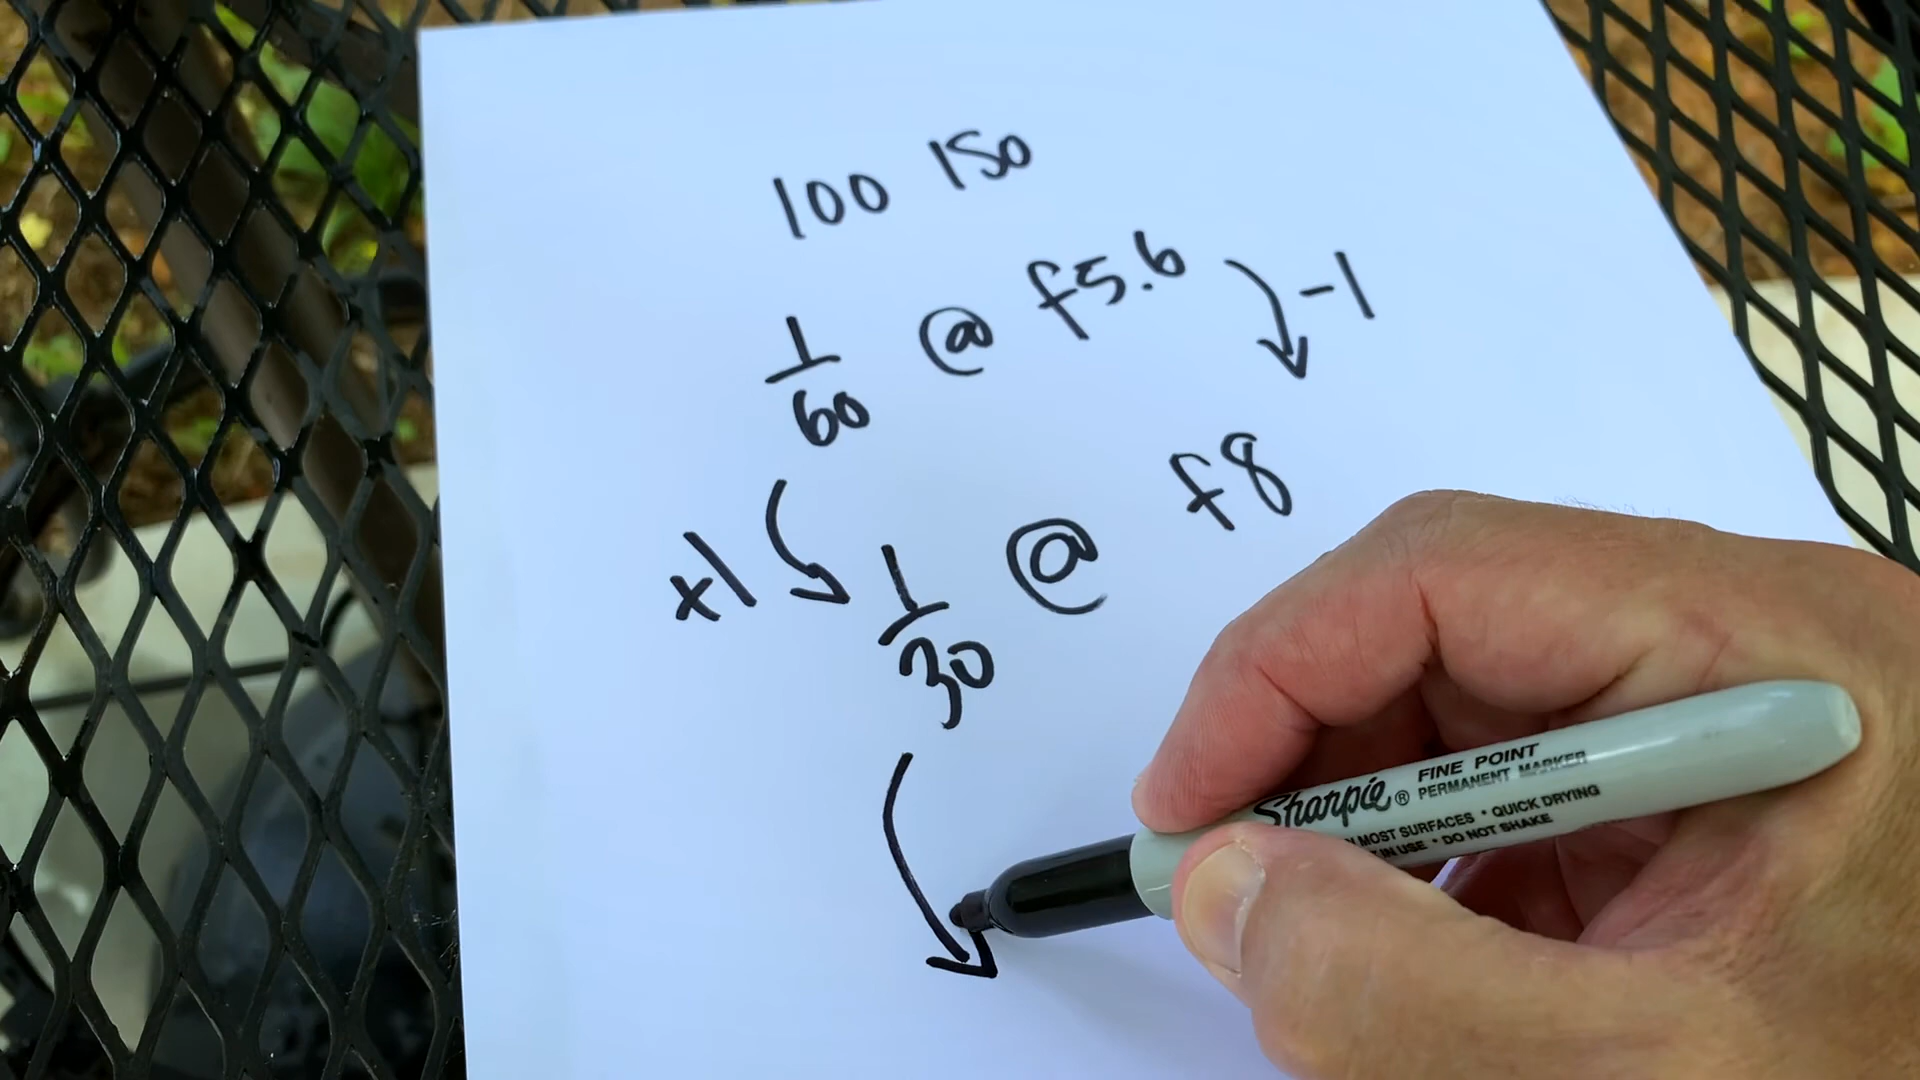 100 ISO
1/60 @ f5.6 -1
+1 1/30 @ f8
Sharpie® FINE POINT
PERMANENT MARKER
MOST SURFACES • QUICK DRYING
IN USE • DO NOT SHAKE